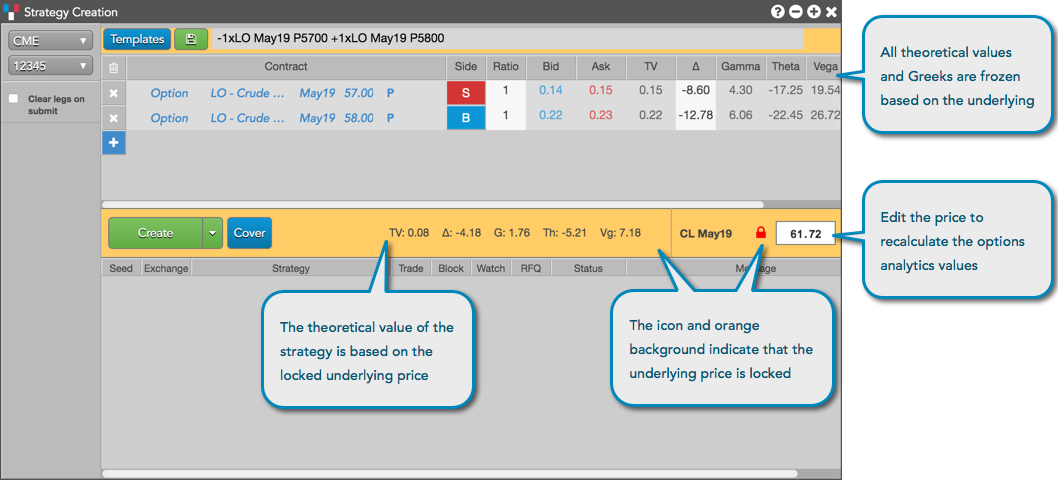 Strategy Creation
CME
12345
Clear legs on
submit
Templates
-1xLO May19 P5700 +1xLO May19 P5800
Contract Side Ratio Bid Ask TV Δ Gamma Theta Vega
Option LO - Crude ... May19 57.00 P S 1 0.14 0.15 0.15 -8.60 4.30 -17.25 19.54
Option LO - Crude ... May19 58.00 P B 1 0.22 0.23 0.22 -12.78 6.06 -22.45 26.72
Create Cover TV: 0.08 Δ: -4.18 G: 1.76 Th: -5.21 Vg: 7.18 CL May19 61.72
Seed Exchange Strategy Trade Block Watch RFQ Status
All theoretical values
and Greeks are frozen
based on the underlying
Edit the price to
recalculate the options
analytics values
The theoretical value of the
strategy is based on the
locked underlying price
The icon and orange
background indicate that the
underlying price is locked